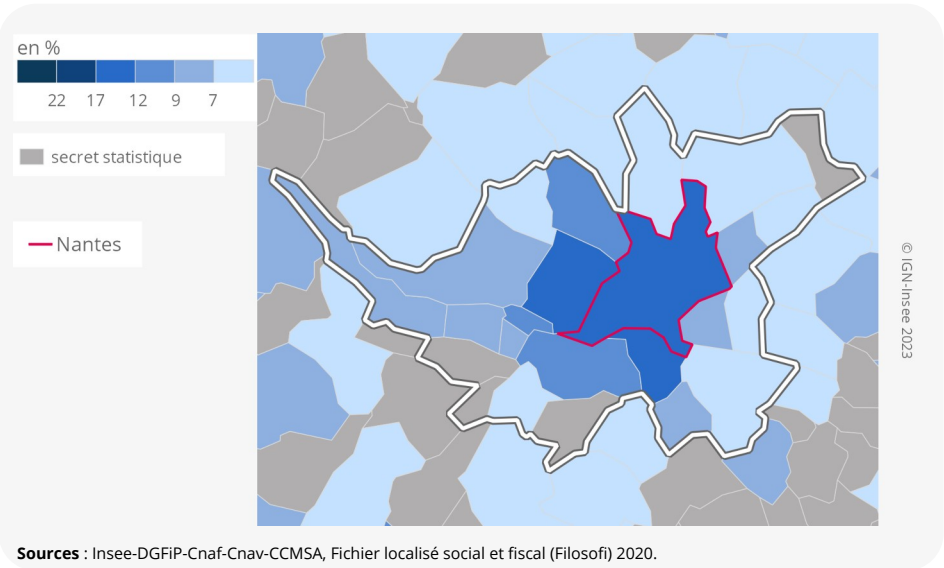 en %
22 17 12 9 7
secret statistique
Nantes
© IGN-Insee 2023
Sources : Insee-DGFiP-Cnaf-Cnav-CCMSA, Fichier localisé social et fiscal (Filosofi) 2020.